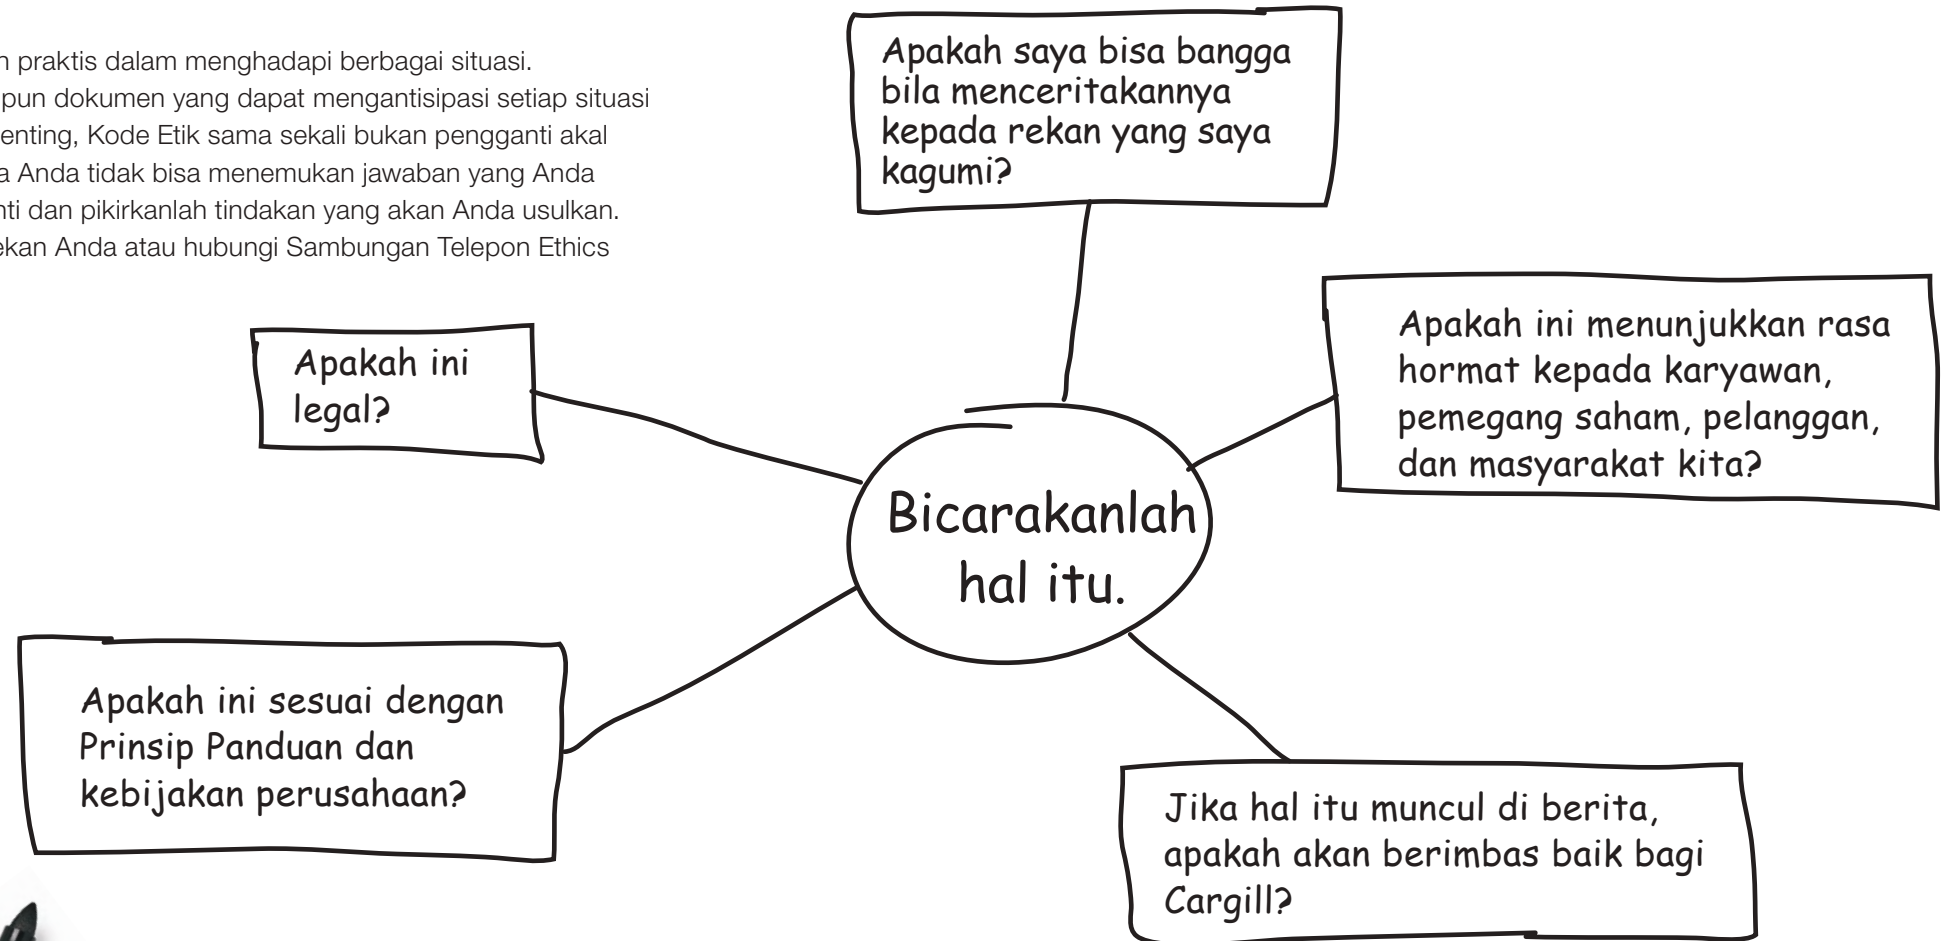 praktis dalam menghadapi berbagai situasi.
pun dokumen yang dapat mengantisipasi setiap situasi
enting, Kode Etik sama sekali bukan pengganti akal
a Anda tidak bisa menemukan jawaban yang Anda
nti dan pikirkanlah tindakan yang akan Anda usulkan.
ekan Anda atau hubungi Sambungan Telepon Ethics
Apakah saya bisa bangga
bila menceritakannya
kepada rekan yang saya
kagumi?
Apakah ini menunjukkan rasa
hormat kepada karyawan,
pemegang saham, pelanggan,
dan masyarakat kita?
Apakah ini
legal?
Bicarakanlah
hal itu.
Apakah ini sesuai dengan
Prinsip Panduan dan
kebijakan perusahaan?
Jika hal itu muncul di berita,
apakah akan berimbas baik bagi
Cargill?